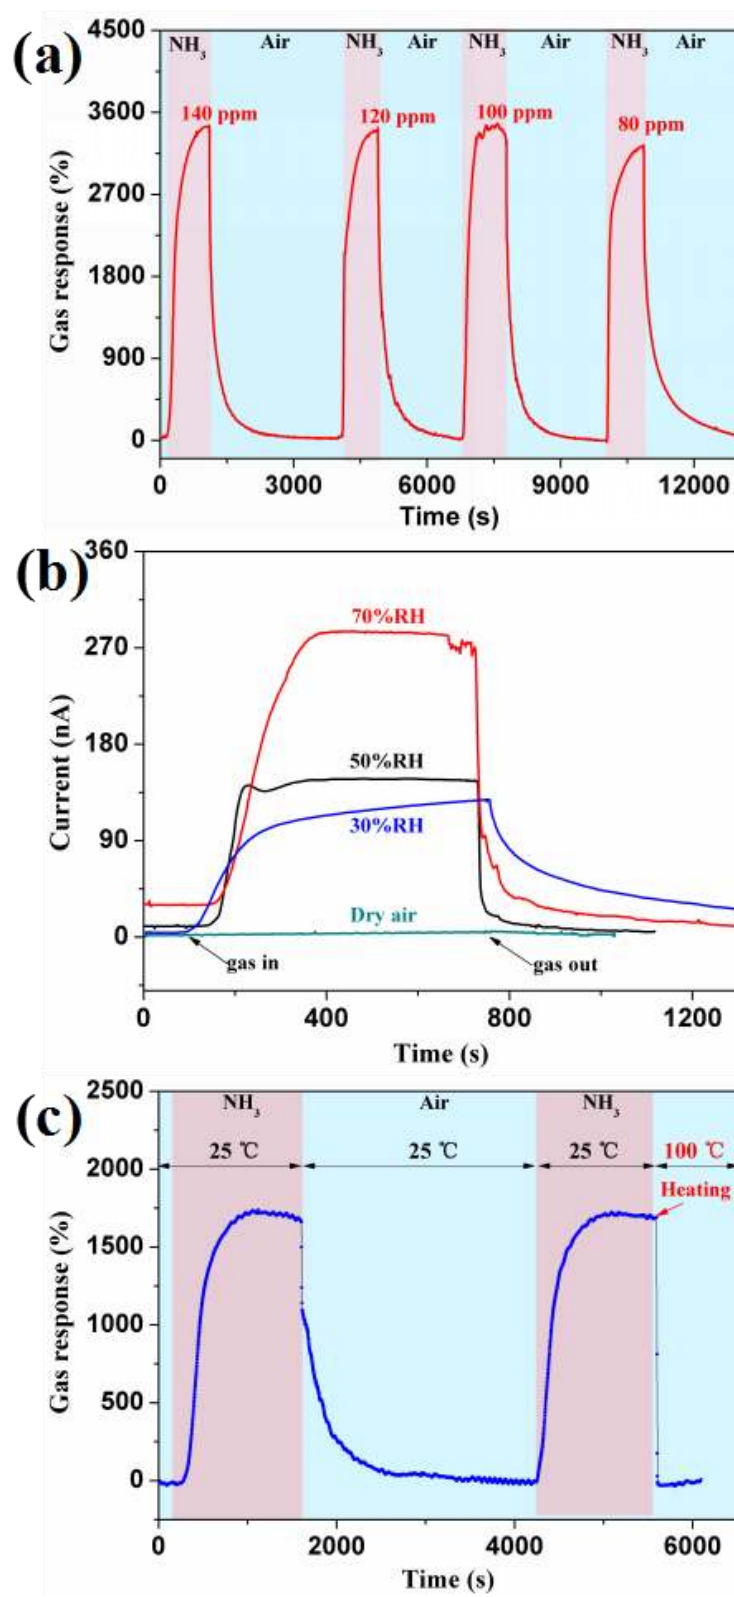 (a)
4500
3600
2700
1800
900
0
Gas response (%)
NH3 Air NH3 Air NH3 Air NH3 Air
140 ppm 120 ppm 100 ppm 80 ppm
0 3000 6000 9000 12000
Time (s)
(b)
360
270
180
90
0
Current (nA)
70%RH
50%RH
30%RH
Dry air
gas in gas out
0 400 800 1200
Time (s)
(c)
2500
2000
1500
1000
500
0
Gas response (%)
NH3 Air NH3
25 ℃ 25 ℃ 25 ℃ 100 ℃
Heating
0 2000 4000 6000
Time (s)